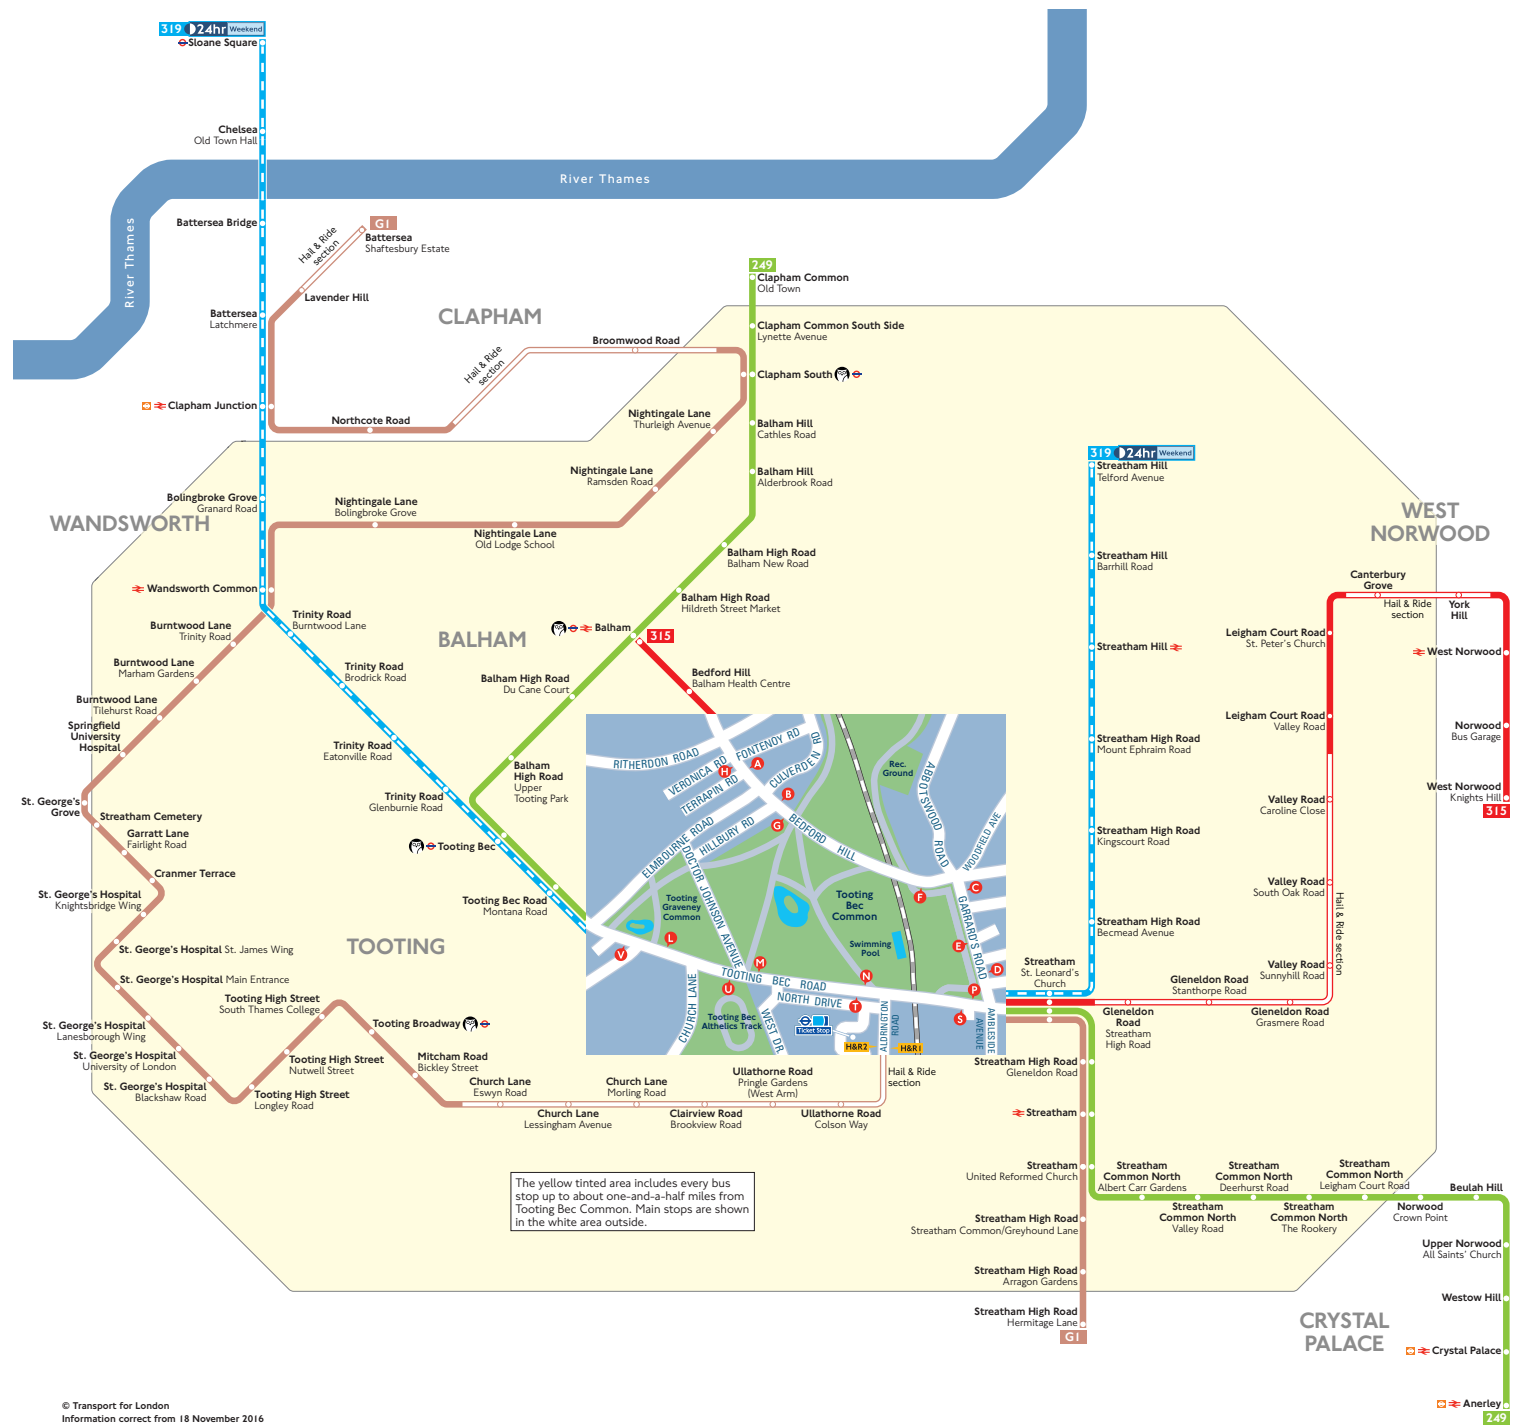 319 24hr Weekend
Sloane Square
Chelsea
Old Town Hall
River Thames
River Thames
Battersea Bridge
G1
Battersea
Shaftesbury Estate
Hail & Ride
section
Lavender Hill
Battersea
Latchmere
CLAPHAM
249
Clapham Common
Old Town
Clapham Common South Side
Lynette Avenue
Broomwood Road
Hail & Ride
section
Clapham South
Clapham Junction
Northcote Road
Nightingale Lane
Thurleigh Avenue
Balham Hill
Cathles Road
Nightingale Lane
Ramsden Road
Balham Hill
Alderbrook Road
319 24hr Weekend
Streatham Hill
Telford Avenue
Bolingbroke Grove
Granard Road
WANDSWORTH
Nightingale Lane
Bolingbroke Grove
Nightingale Lane
Old Lodge School
WEST
NORWOOD
Balham High Road
Balham New Road
Streatham Hill
Barrhill Road
Wandsworth Common
Balham High Road
Hildreth Street Market
Canterbury
Grove
Hail & Ride
section
York
Hill
Trinity Road
Burntwood Lane
Burntwood Lane
Trinity Road
BALHAM
Balham
315
Leigham Court Road
St. Peter's Church
Streatham Hill
West Norwood
Burntwood Lane
Marham Gardens
Trinity Road
Brodrick Road
Balham High Road
Du Cane Court
Bedford Hill
Balham Health Centre
Burntwood Lane
Tilehurst Road
Leigham Court Road
Valley Road
Norwood
Bus Garage
Springfield
University
Hospital
Trinity Road
Eatonville Road
Streatham High Road
Mount Ephraim Road
Balham
High Road
Upper
Tooting Park
Trinity Road
Glenburnie Road
West Norwood
Knights Hill
315
St. George's
Grove
Valley Road
Caroline Close
Streatham Cemetery
Garratt Lane
Fairlight Road
Tooting Bec
Streatham High Road
Kingscourt Road
Cranmer Terrace
Valley Road
South Oak Road
St. George's Hospital
Knightsbridge Wing
Tooting Bec Road
Montana Road
Streatham High Road
Becmead Avenue
Hail & Ride section
St. George's Hospital St. James Wing
TOOTING
Valley Road
Sunnyhill Road
St. George's Hospital Main Entrance
Streatham
St. Leonard's
Church
Gleneldon Road
Stanthorpe Road
Tooting High Street
South Thames College
Gleneldon
Road
Streatham
High Road
Gleneldon Road
Grasmere Road
St. George's Hospital
Lanesborough Wing
Tooting Broadway
St. George's Hospital
University of London
Tooting High Street
Nutwell Street
Mitcham Road
Bickley Street
St. George's Hospital
Blackshaw Road
Tooting High Street
Longley Road
RITHERDON ROAD
VERONICA RD
FONTENOY RD
TERRAPIN RD
CULVERDEN
RD
ELMBOURNE ROAD
HILLBURY RD
DOCTOR JOHNSON AVENUE
BEDFORD HILL
Rec.
Ground
ABBOTSWOOD ROAD
WOODFIELD AVE
GARRARD'S ROAD
Tooting
Graveney
Common
Tooting
Bec
Common
Swimming
Pool
TOOTING BEC ROAD
NORTH DRIVE
CHURCH LANE
Tooting Bec
Althelics Track
WEST DR.
Ticket Stop
ALDRINGTON
ROAD
AMBLESIDE
AVENUE
H&R2
H&R1
A
B
C
D
E
F
G
H
L
M
N
P
S
T
U
V
Church Lane
Eswyn Road
Church Lane
Lessingham Avenue
Church Lane
Morling Road
Clairview Road
Brookview Road
Ullathorne Road
Pringle Gardens
(West Arm)
Ullathorne Road
Colson Way
Hail & Ride
section
Streatham High Road
Gleneldon Road
Streatham
Streatham
United Reformed Church
Streatham
Common North
Albert Carr Gardens
Streatham
Common North
Valley Road
Streatham
Common North
Deerhurst Road
Streatham
Common North
The Rookery
Streatham
Common North
Leigham Court Road
Norwood
Crown Point
Beulah Hill
The yellow tinted area includes every bus
stop up to about one-and-a-half miles from
Tooting Bec Common. Main stops are shown
in the white area outside.
Streatham High Road
Streatham Common/Greyhound Lane
Upper Norwood
All Saints' Church
Streatham High Road
Arragon Gardens
Westow Hill
Streatham High Road
Hermitage Lane
G1
CRYSTAL
PALACE
Crystal Palace
Anerley
249
© Transport for London
Information correct from 18 November 2016